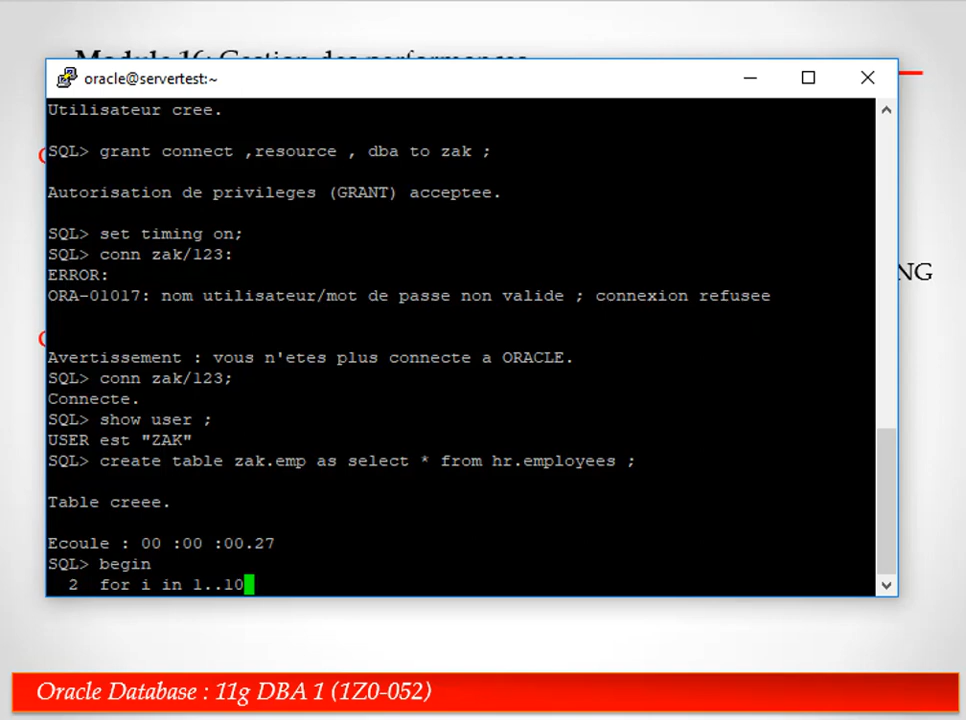 Module 16: Gestion des performances
oracle@servertest:~
Utilisateur cree.
SQL> grant connect ,resource , dba to zak ;
Autorisation de privileges (GRANT) acceptee.
SQL> set timing on;
SQL> conn zak/123:
ERROR:
ORA-01017: nom utilisateur/mot de passe non valide ; connexion refusee
NG
Avertissement : vous n'etes plus connecte a ORACLE.
SQL> conn zak/123;
Connecte.
SQL> show user ;
USER est "ZAK"
SQL> create table zak.emp as select * from hr.employees ;
Table creee.
Ecoule : 00 :00 :00.27
SQL> begin
2 for i in 1..10
Oracle Database : 11g DBA 1 (1Z0-052)